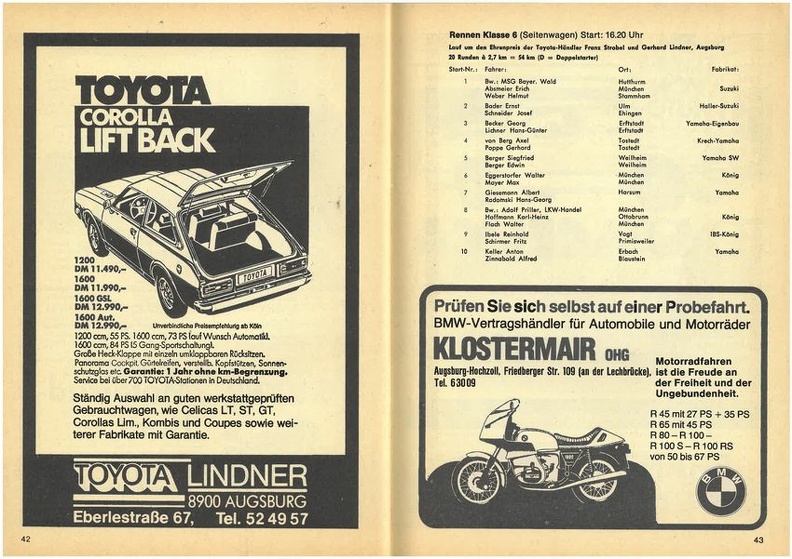 TOYOTA
COROLLA
LIFT BACK
TOYOTA
1200
DM 11.490,–
1600
DM 11.990,–
1600 GSL
DM 12.990,–
1600 Aut.
DM 12.990,–
Unverbindliche Preisempfehlung ab Köln
1200 ccm, 55 PS. 1600 ccm, 73 PS (auf Wunsch Automatik).
1600 ccm, 84 PS (5 Gang-Sportschaltung).
Große Heck-Klappe mit einzeln umklappbaren Rücksitzen.
Panorama Cockpit. Gürtelreifen, verstellb. Kopfstützen, Sonnen-
schutzglas etc. Garantie: 1 Jahr ohne km-Begrenzung.
Service bei über 700 TOYOTA-Stationen in Deutschland.
Ständig Auswahl an guten werkstattgeprüften
Gebrauchtwagen, wie Celicas LT, ST, GT,
Corollas Lim., Kombis und Coupes sowie wei-
terer Fabrikate mit Garantie.
TOYOTA LINDNER
8900 AUGSBURG
Eberlestraße 67, Tel. 52 49 57
42
Rennen Klasse 6 (Seitenwagen) Start: 16.20 Uhr
Lauf um den Ehrenpreis der Toyota-Händler Franz Strobel und Gerhard Lindner, Augsburg
20 Runden à 2,7 km = 54 km (D = Doppelstarter)
Start-Nr.: Fahrer: Ort: Fabrikat:
1 Bw.: MSG Bayer. Wald Hutthurm
Absmeier Erich München Suzuki
Weber Helmut Stammham
2 Bader Ernst Ulm Haller-Suzuki
Schneider Josef Ehingen
3 Becker Georg Erftstadt Yamaha-Eigenbau
Lichner Hans-Günter Erftstadt
4 von Berg Axel Tostedt Krech-Yamaha
Poppe Gerhard Tostedt
5 Berger Siegfried Weilheim Yamaha SW
Berger Edwin Weilheim
6 Eggerstorfer Walter München König
Mayer Max München
7 Giesemann Albert Harsum Yamaha
Radomski Hans-Georg
8 Bw.: Adolf Priller, LKW-Handel München
Hoffmann Karl-Heinz Ottobrunn König
Flach Walter München
9 Ibele Reinhold Vogt IBS-König
Schirmer Fritz Primisweiler
10 Keller Anton Erbach Yamaha
Zinnabold Alfred Blaustein
Prüfen Sie sich selbst auf einer Probefahrt.
BMW-Vertragshändler für Automobile und Motorräder
KLOSTERMAIR OHG
Augsburg-Hochzoll, Friedberger Str. 109 (an der Lechbrücke),
Tel. 63009
Motorradfahren
ist die Freude an
der Freiheit und der
Ungebundenheit.
R 45 mit 27 PS + 35 PS
R 65 mit 45 PS
R 80 – R 100 –
R 100 S – R 100 RS
von 50 bis 67 PS
BMW
43